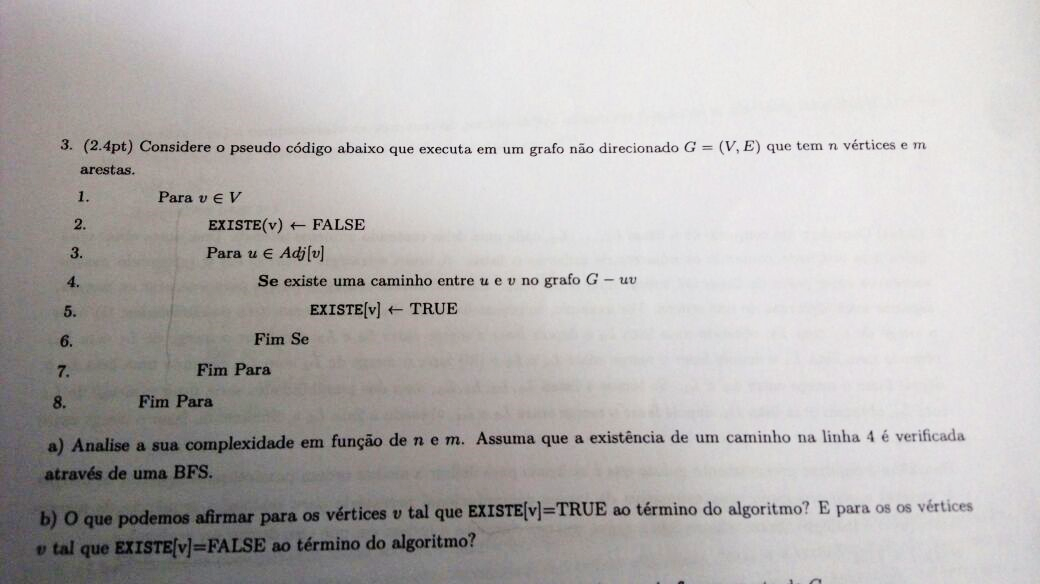 3. (2.4pt) Considere o pseudo código abaixo que executa em um grafo não direcionado G = (V, E) que tem n vértices e m
arestas.
1. Para v ∈ V
2. EXISTE(v) ← FALSE
3. Para u ∈ Adj[v]
4. Se existe uma caminho entre u e v no grafo G − uv
5. EXISTE[v] ← TRUE
6. Fim Se
7. Fim Para
8. Fim Para
a) Analise a sua complexidade em função de n e m. Assuma que a existência de um caminho na linha 4 é verificada
através de uma BFS.
b) O que podemos afirmar para os vértices v tal que EXISTE[v]=TRUE ao término do algoritmo? E para os os vértices
v tal que EXISTE[v]=FALSE ao término do algoritmo?